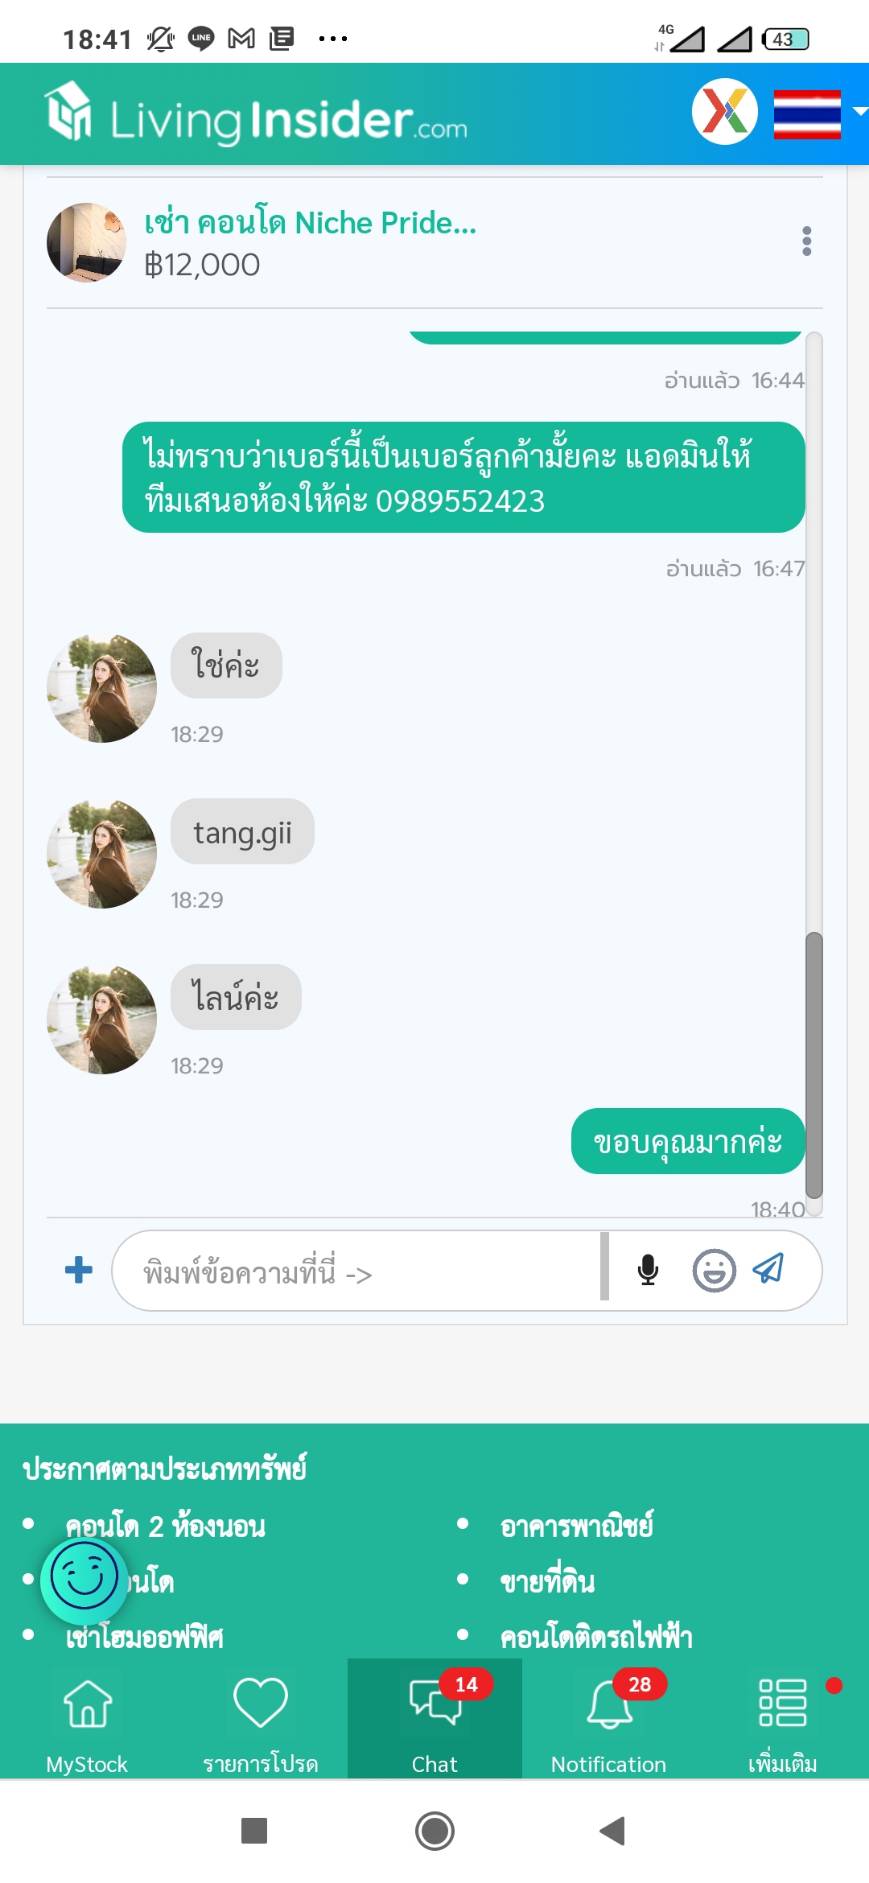 18:41 LINE 4G 43
LivingInsider.com
เช่า คอนโด Niche Pride...
฿12,000
อ่านแล้ว 16:44
ไม่ทราบว่าเบอร์นี้เป็นเบอร์ลูกค้ามั้ยคะ แอดมินให้
ทีมเสนอห้องให้ค่ะ 0989552423
อ่านแล้ว 16:47
ใช่ค่ะ
18:29
tang.gii
18:29
ไลน์ค่ะ
18:29
ขอบคุณมากค่ะ
18:40
พิมพ์ข้อความที่นี่ ->
ประกาศตามประเภททรัพย์
คอนโด 2 ห้องนอน
อาคารพาณิชย์
นโด
ขายที่ดิน
เช่าโฮมออฟฟิศ
คอนโดติดรถไฟฟ้า
14 28
MyStock รายการโปรด Chat Notification เพิ่มเติม